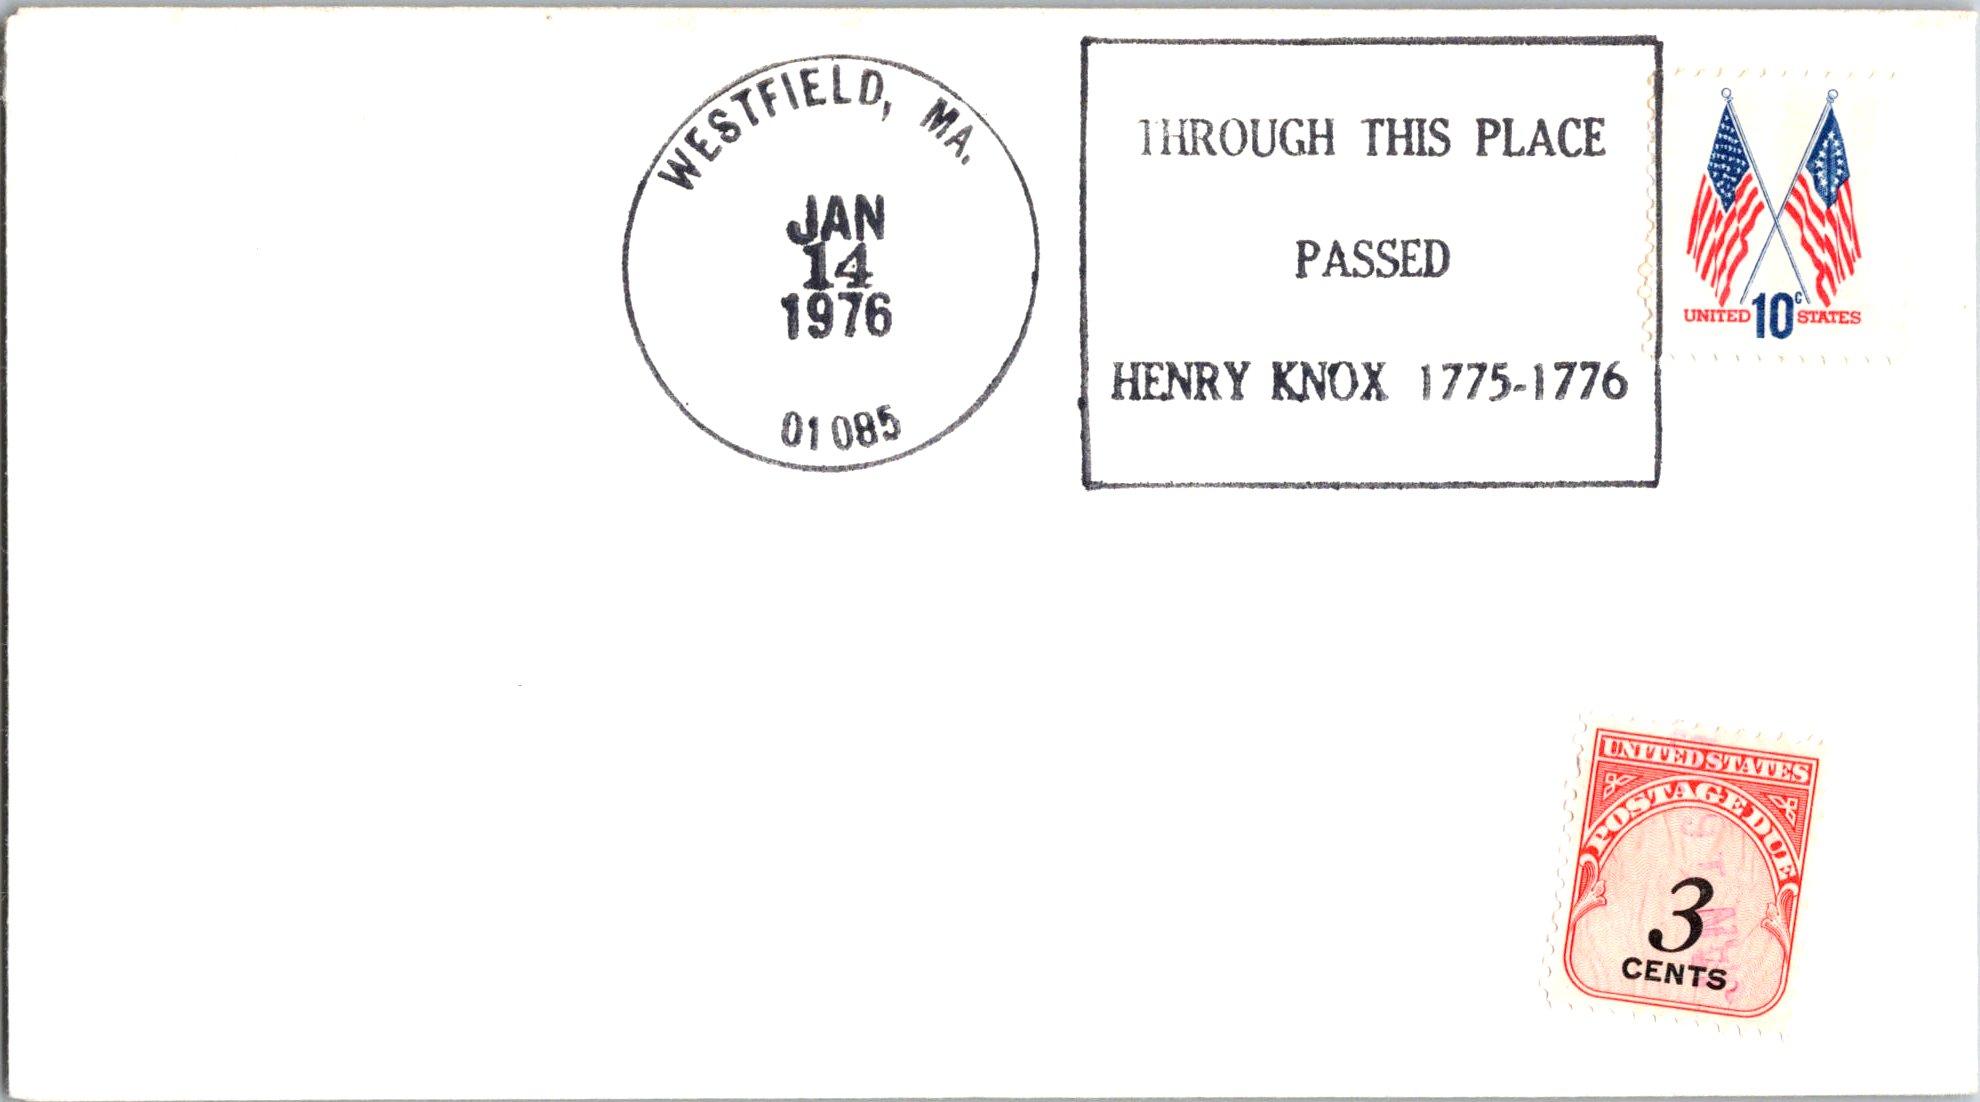 WESTFIELD, MA.
JAN
14
1976
01085
THROUGH THIS PLACE
PASSED
HENRY KNOX 1775-1776
UNITED 10c STATES
UNITED STATES
POSTAGE DUE
3
CENTS